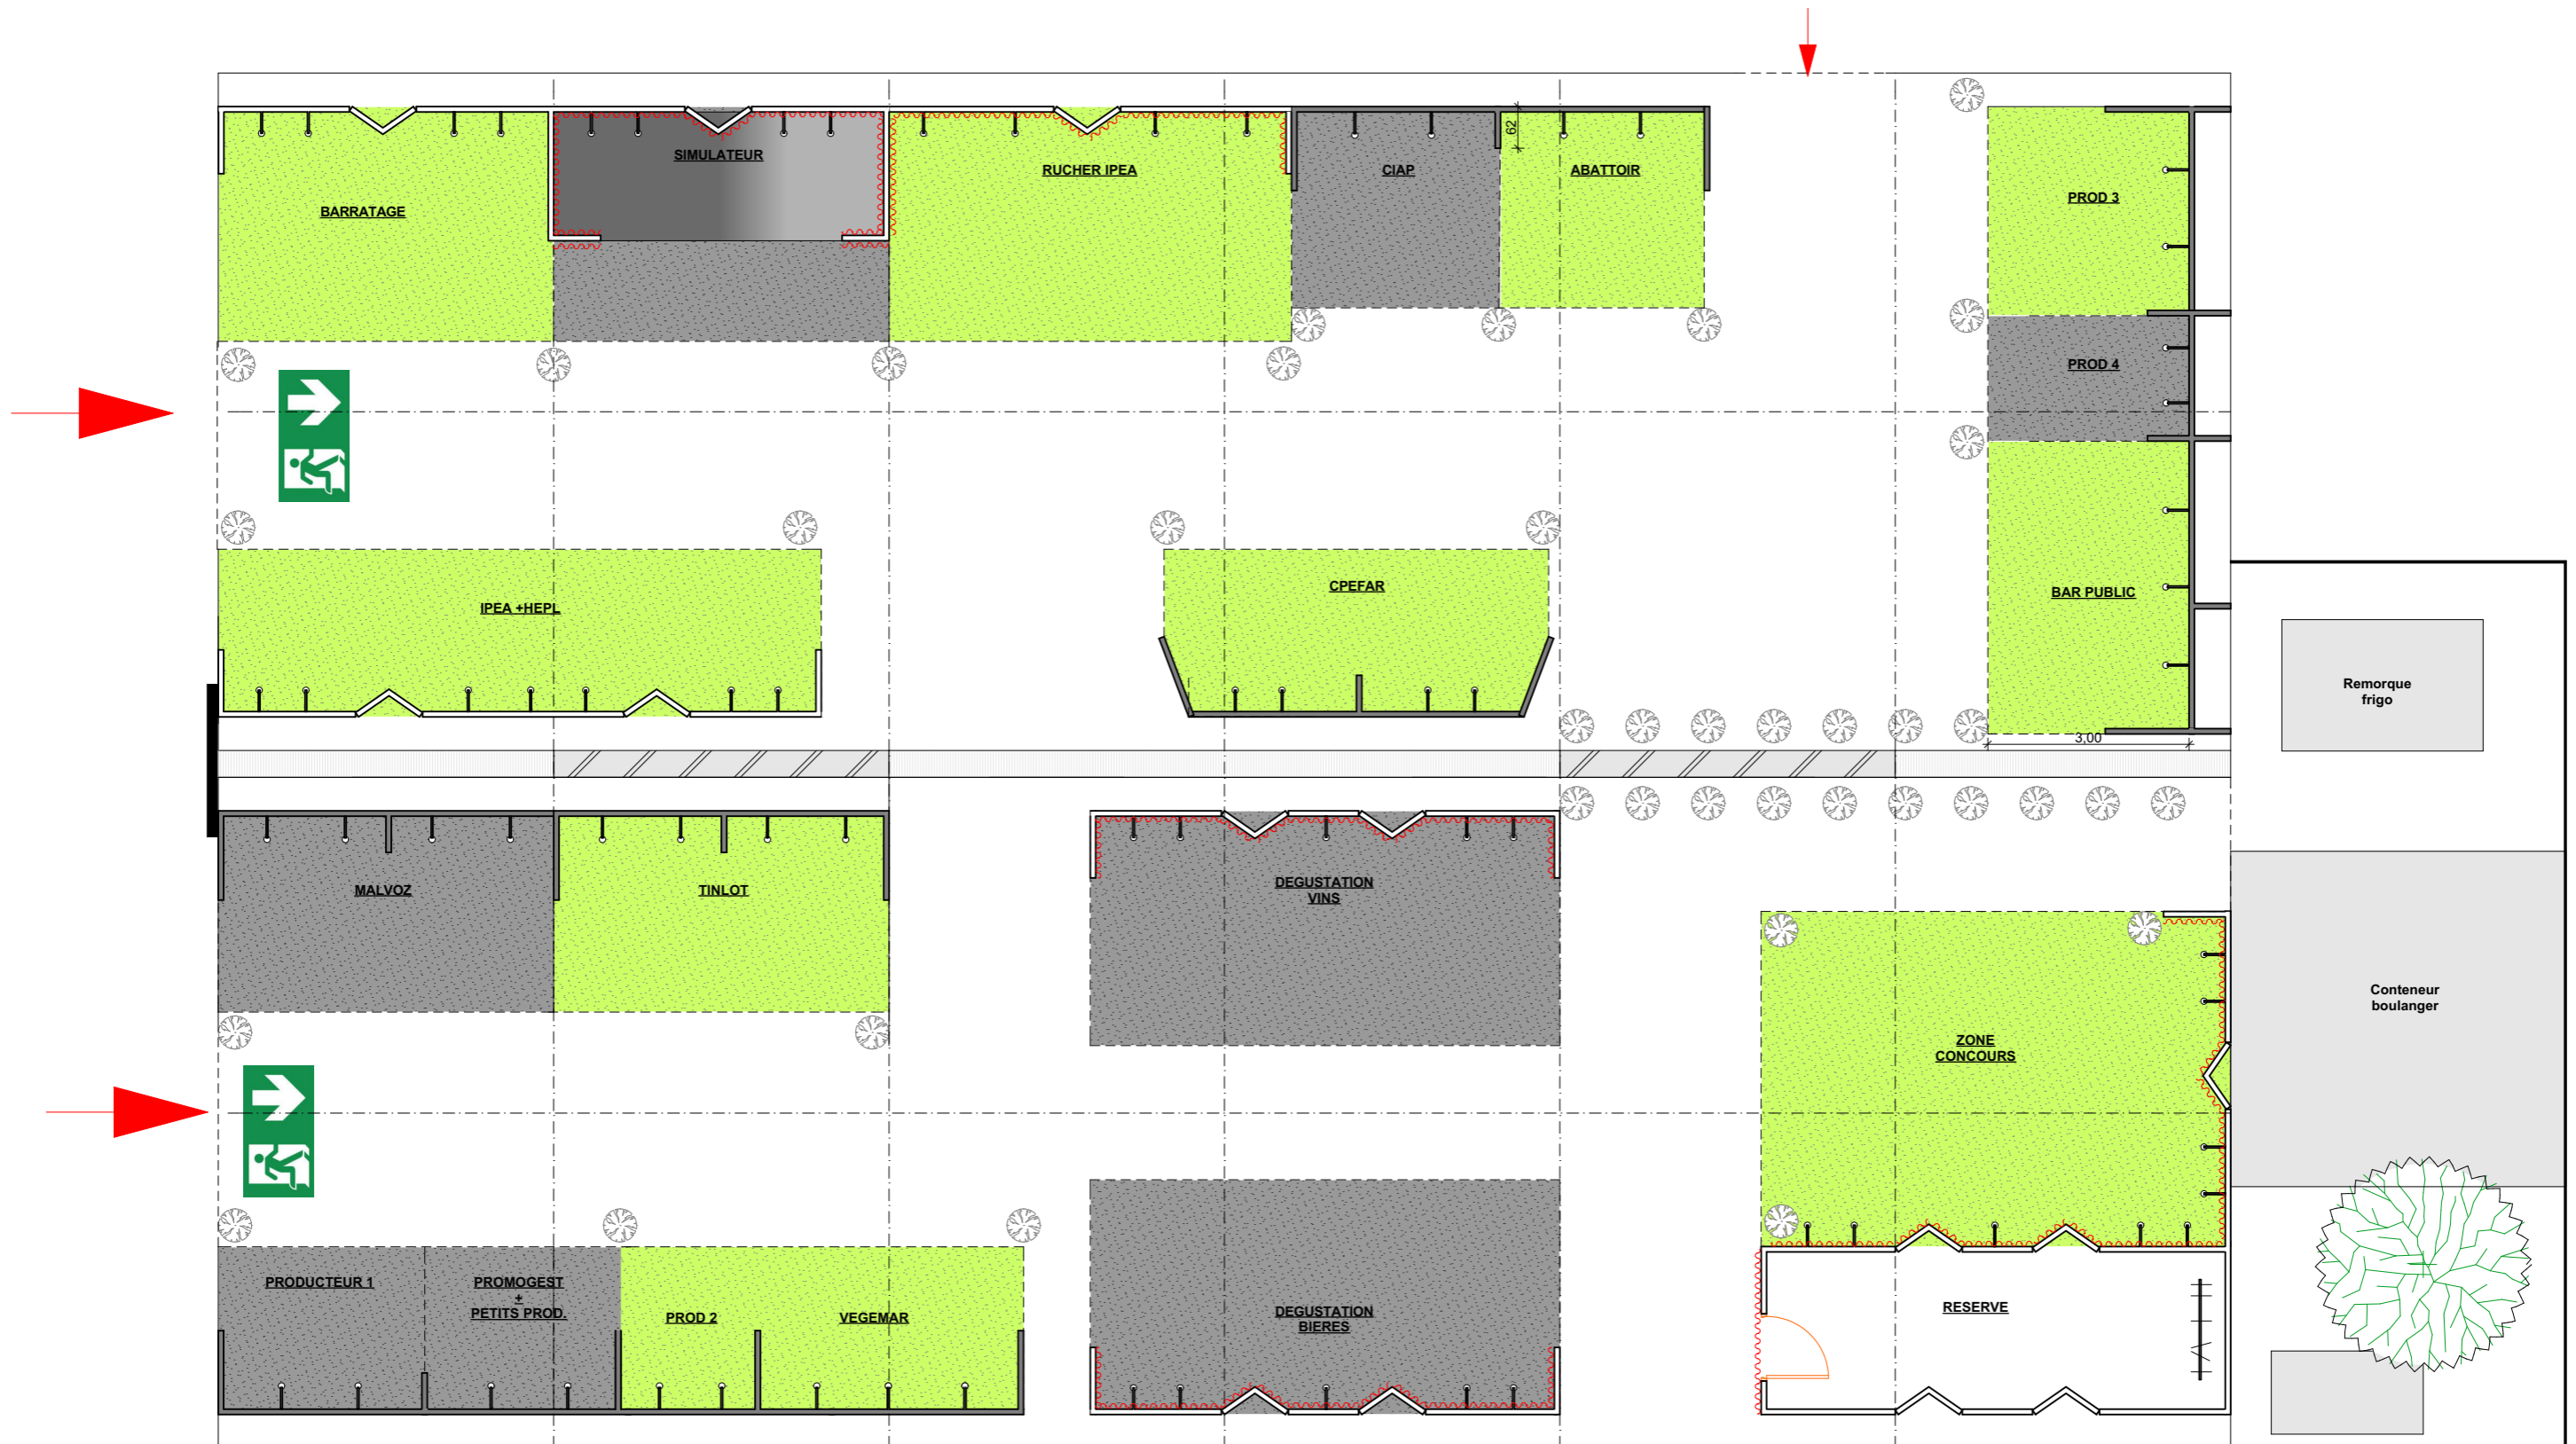 SIMULATEUR
62
RUCHER IPEA
CIAP
ABATTOIR
PROD 3
BARRATAGE
PROD 4
IPEA +HEPL
CPEFAR
BAR PUBLIC
Remorque
frigo
3,00
MALVOZ
TINLOT
DEGUSTATION
VINS
Conteneur
boulanger
ZONE
CONCOURS
PRODUCTEUR 1
PROMOGEST
+
PETITS PROD.
PROD 2
VEGEMAR
DEGUSTATION
BIERES
RESERVE